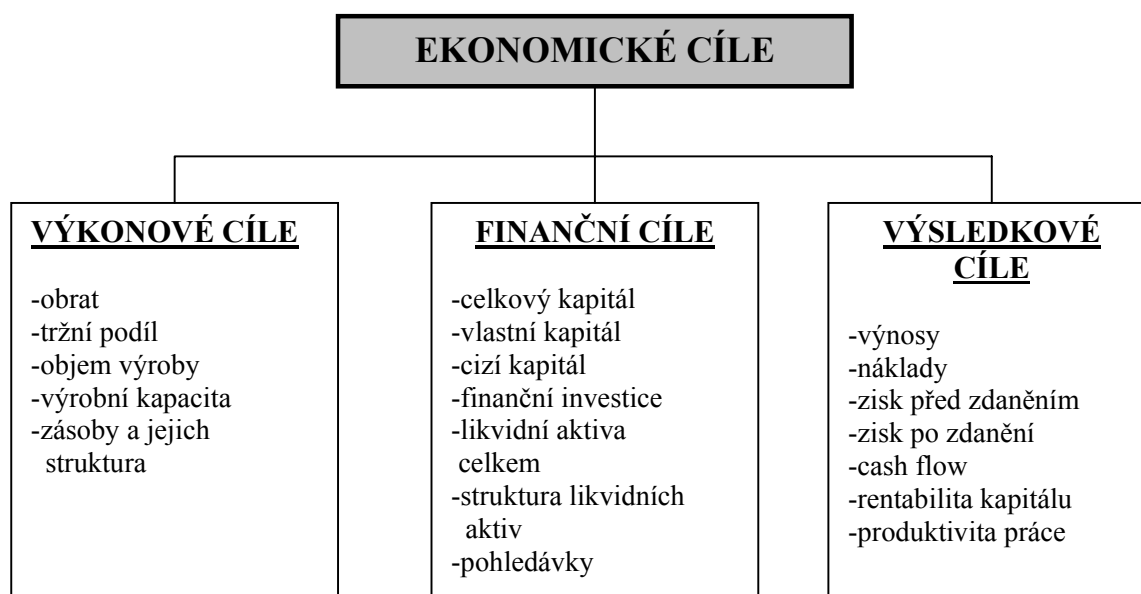 EKONOMICKÉ CÍLE
VÝKONOVÉ CÍLE
-obrat
-tržní podíl
-objem výroby
-výrobní kapacita
-zásoby a jejich
struktura
FINANČNÍ CÍLE
-celkový kapitál
-vlastní kapitál
-cizí kapitál
-finanční investice
-likvidní aktiva
celkem
-struktura likvidních
aktiv
-pohledávky
VÝSLEDKOVÉ
CÍLE
-výnosy
-náklady
-zisk před zdaněním
-zisk po zdanění
-cash flow
-rentabilita kapitálu
-produktivita práce